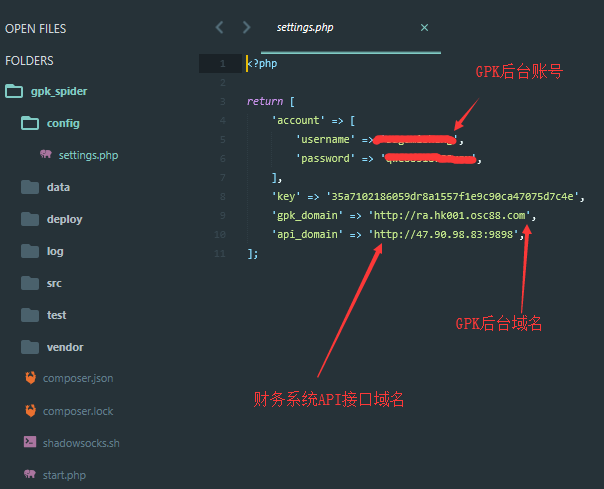 OPEN FILES
FOLDERS
gpk_spider
config
settings.php
data
deploy
log
src
test
vendor
composer.json
composer.lock
shadowsocks.sh
start.php
settings.php
1 <?php
2
3 return [
4 'account' => [
5 'username' => ',
6 'password' => ',
7 ],
8 'key' => '35a7102186059dr8a1557f1e9c90ca47075d7c4e',
9 'gpk_domain' => 'http://ra.hk001.osc88.com',
10 'api_domain' => 'http://47.90.98.83:9898',
11 ];
GPK后台账号
GPK后台域名
财务系统API接口域名